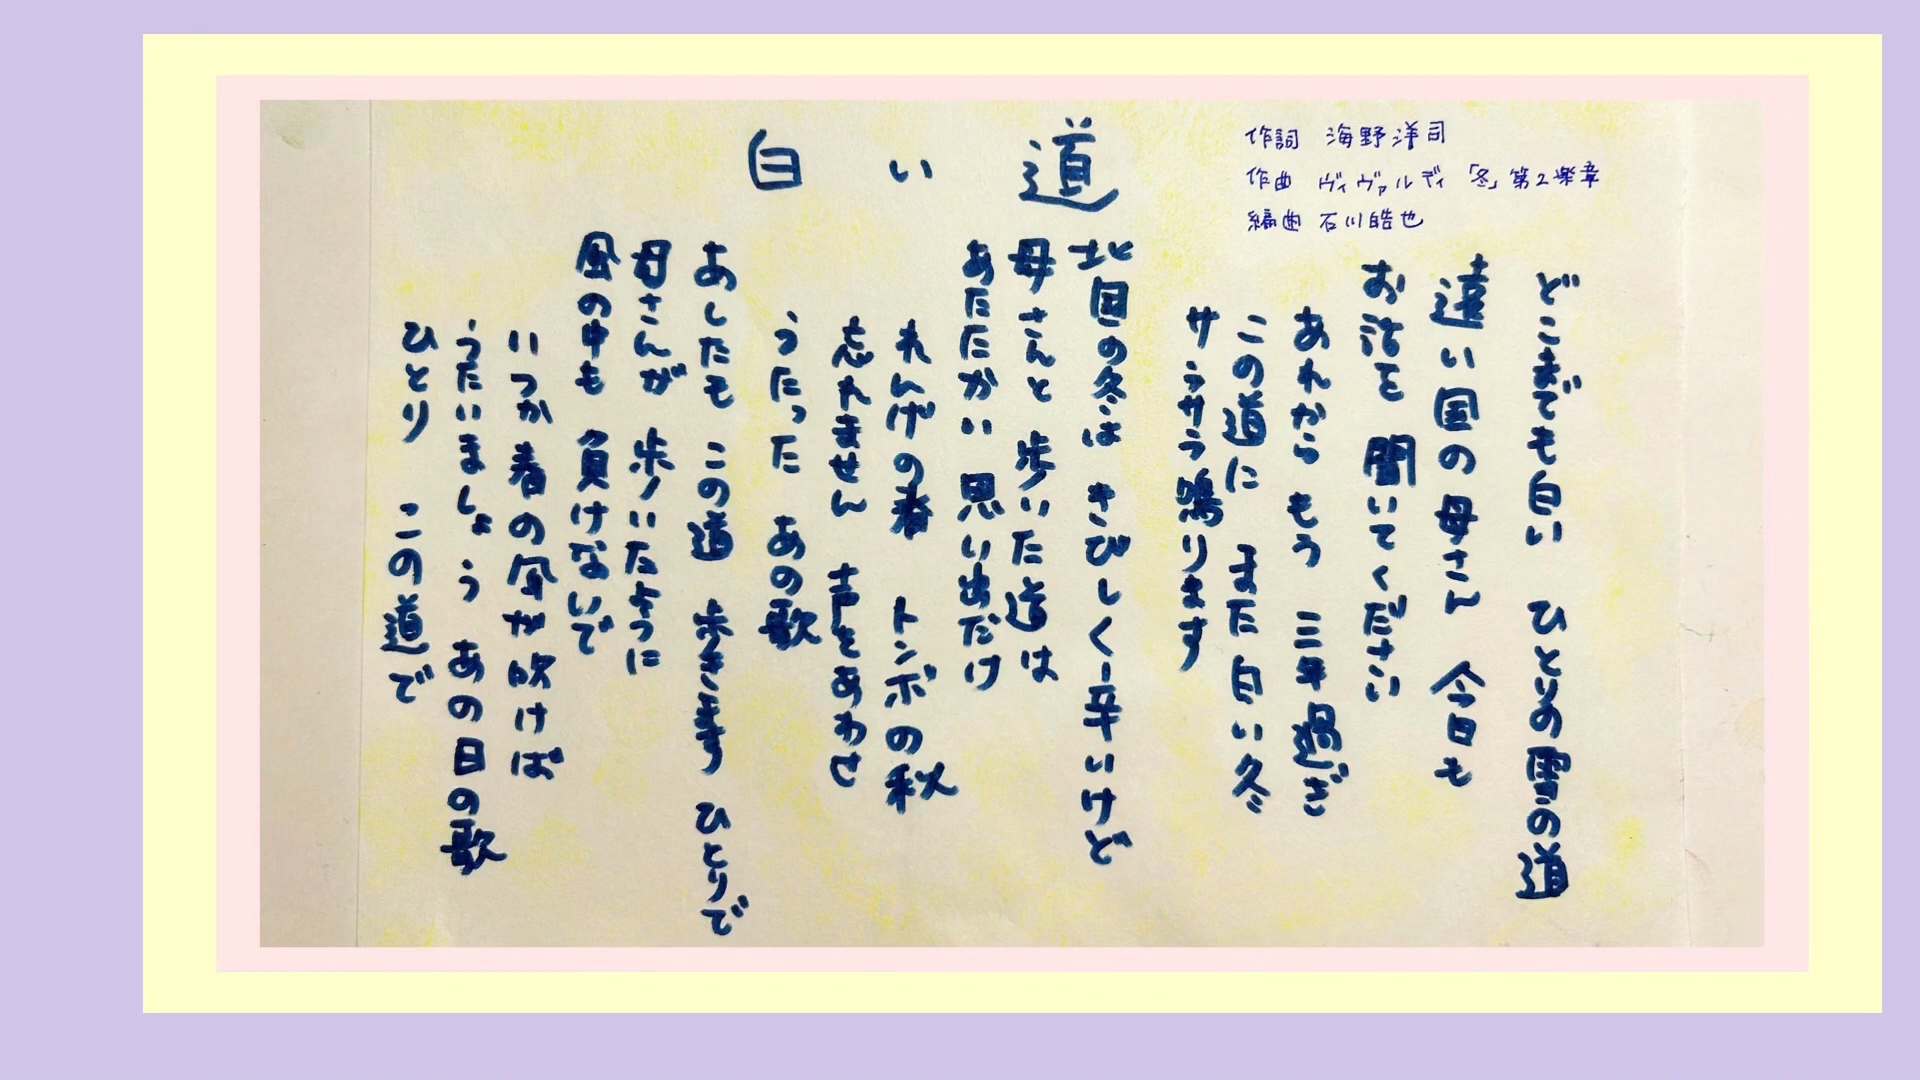 白い道
作詞 海野洋司
作曲 ヴィヴァルディ 「冬」第2楽章
編曲 石川皓也
どこまでも白い ひとりの雪の道
遠い国の母さん 今日も
お話を 聞いてください
あれから もう 三年過ぎ
この道に また 白い冬
サラサラ鳴ります
北国の冬は さびしく 辛いけど
母さんと 歩いた道は
あたたかい 思い出だけ
れんげの春 トンボの秋
忘れません 声をあわせ
うたった あの歌
あしたも この道 歩きます ひとりで
母さんが 歩いたように
風の中も 負けないで
いつか春の風が吹けば
うたいましょう あの日の歌
ひとり この道で